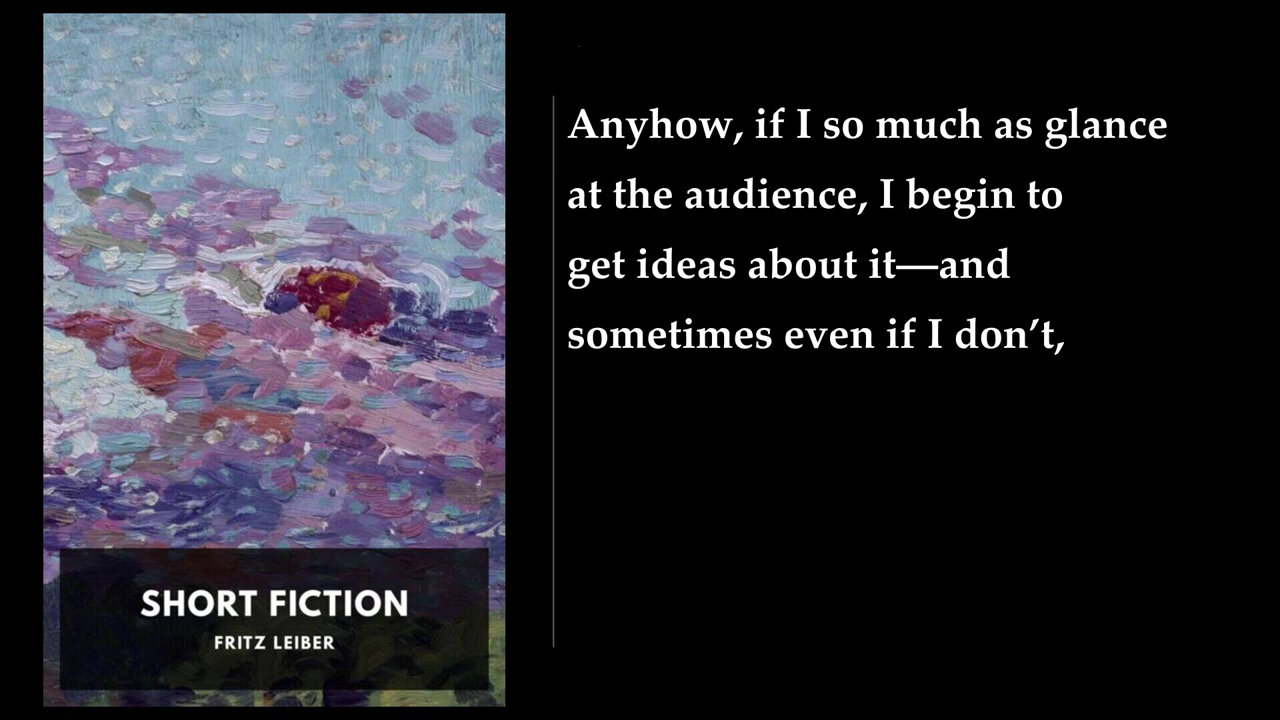 SHORT FICTION
FRITZ LEIBER
Anyhow, if I so much as glance
at the audience, I begin to
get ideas about it—and
sometimes even if I don’t,